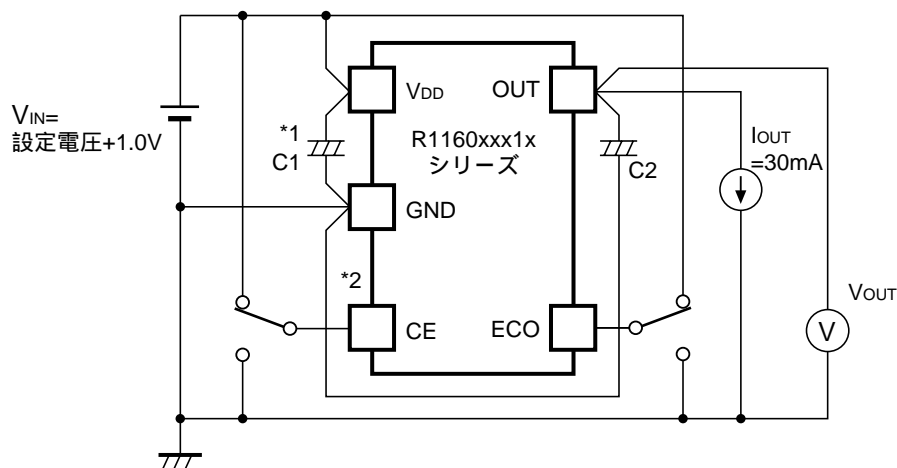 VIN=
設定電圧+1.0V
*1
C1
VDD
OUT
R1160xxx1x
シリーズ
C2
IOUT
=30mA
GND
*2
CE
ECO
VOUT
V